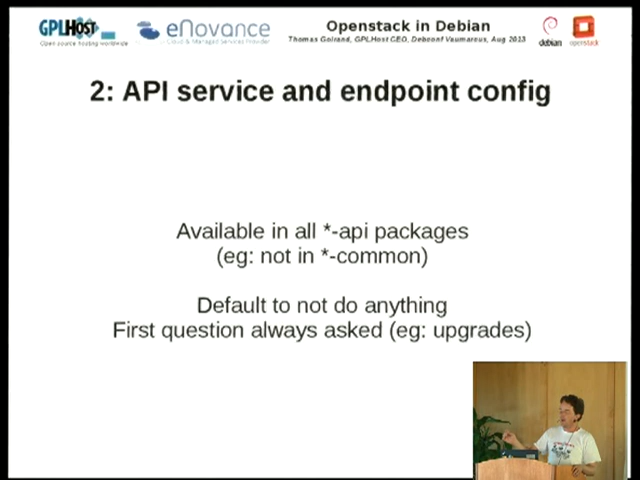 GPLHOST
Open source hosting worldwide
eNovance
Cloud & Managed Services Provider
Openstack in Debian
Thomas Goirand, GPLHost CEO, Debconf Vaumarcus, Aug 2013
debian
openstack
2: API service and endpoint config
Available in all *-api packages
(eg: not in *-common)
Default to not do anything
First question always asked (eg: upgrades)